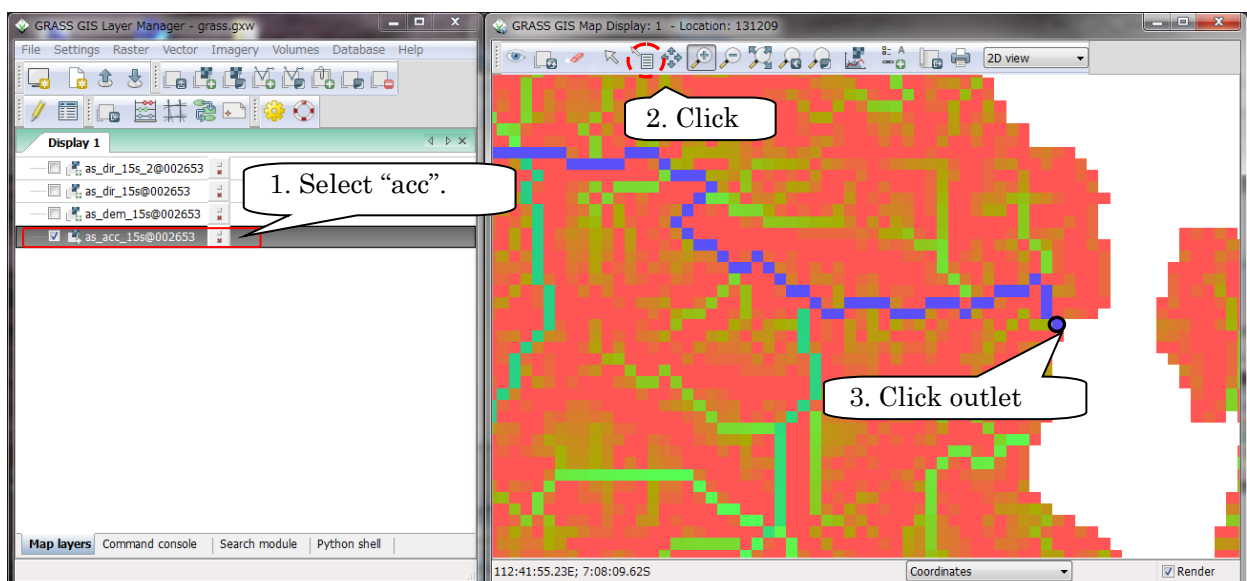 GRASS GIS Layer Manager - grass.gxw
File Settings Raster Vector Imagery Volumes Database Help
Display 1
as_dir_15s_2@002653
as_dir_15s@002653
as_dem_15s@002653
as_acc_15s@002653
1. Select “acc”.
Map layers Command console Search module Python shell
GRASS GIS Map Display: 1 - Location: 131209
2D view
2. Click
3. Click outlet
112:41:55.23E; 7:08:09.62S
Coordinates
Render